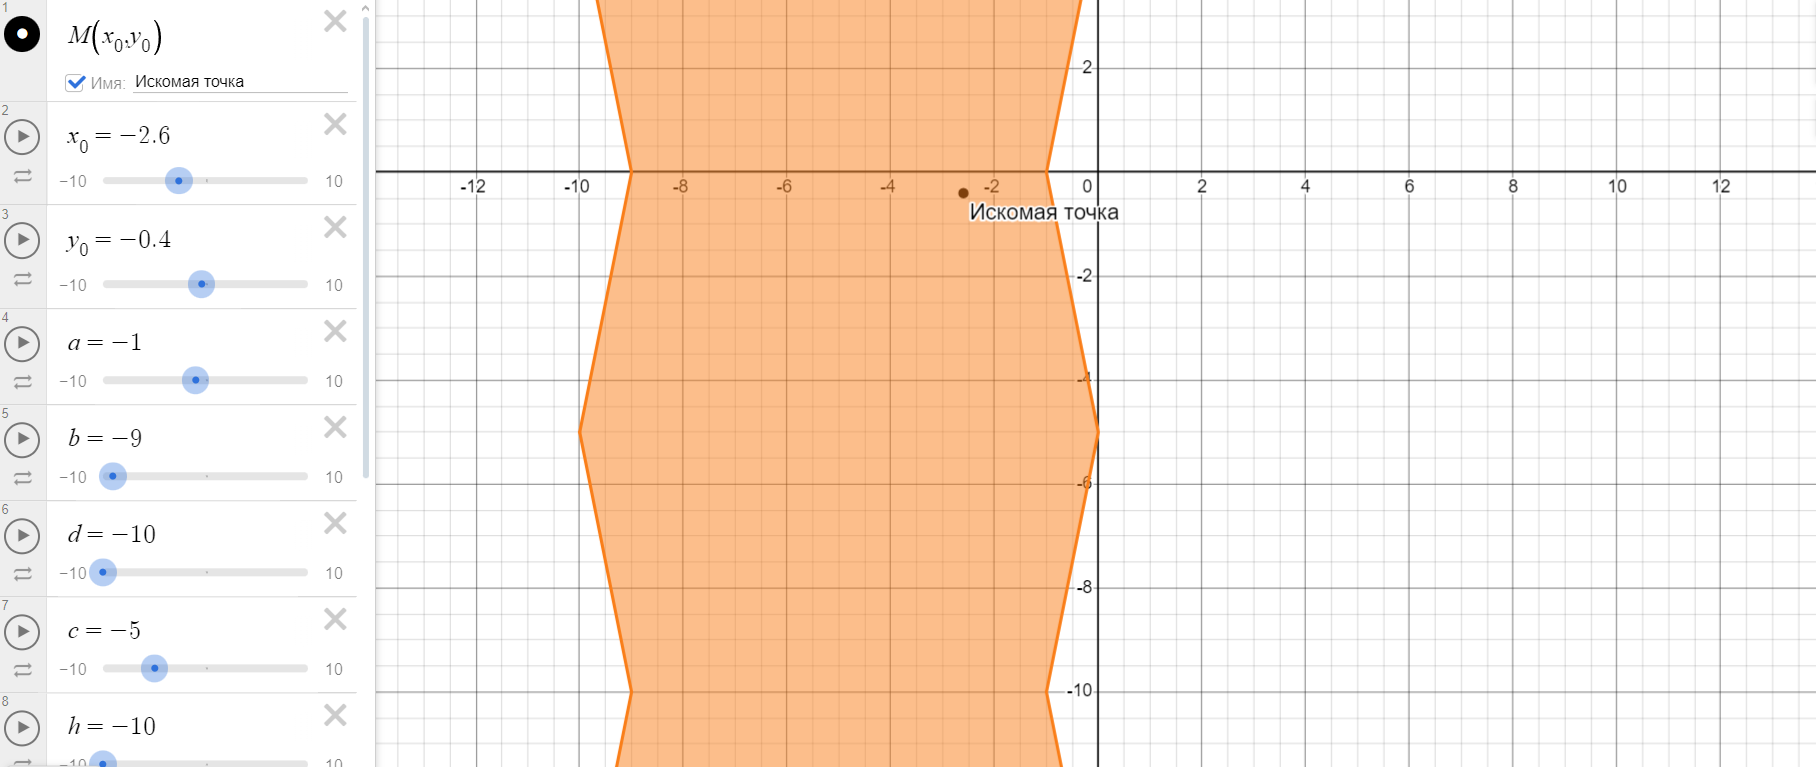 1
M(x₀,y₀)
Имя: Искомая точка
2
x₀ = −2.6
−10 10
3
y₀ = −0.4
−10 10
4
a = −1
−10 10
5
b = −9
−10 10
6
d = −10
−10 10
7
c = −5
−10 10
8
h = −10
−10 10
2
-12 -10 -8 -6 -4 -2 0 2 4 6 8 10 12
Искомая точка
-2
-4
-6
-8
-10